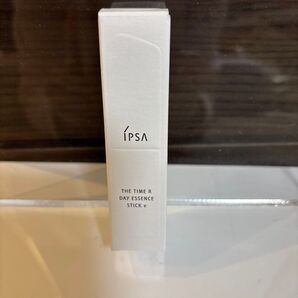 IPSA
THE TIME R
DAY ESSENCE
STICK e